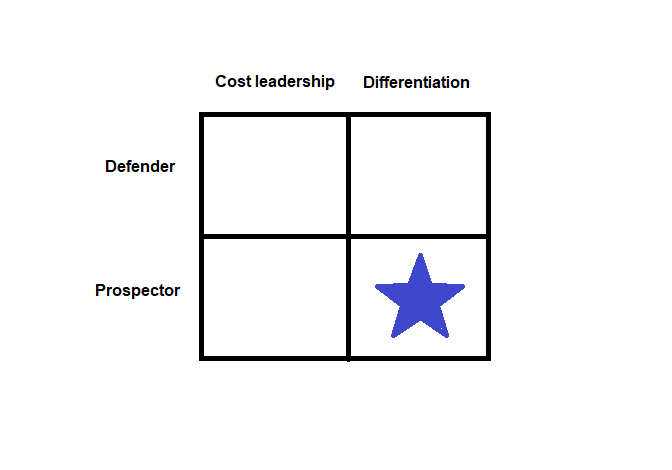 Cost leadership
Differentiation
Defender
Prospector